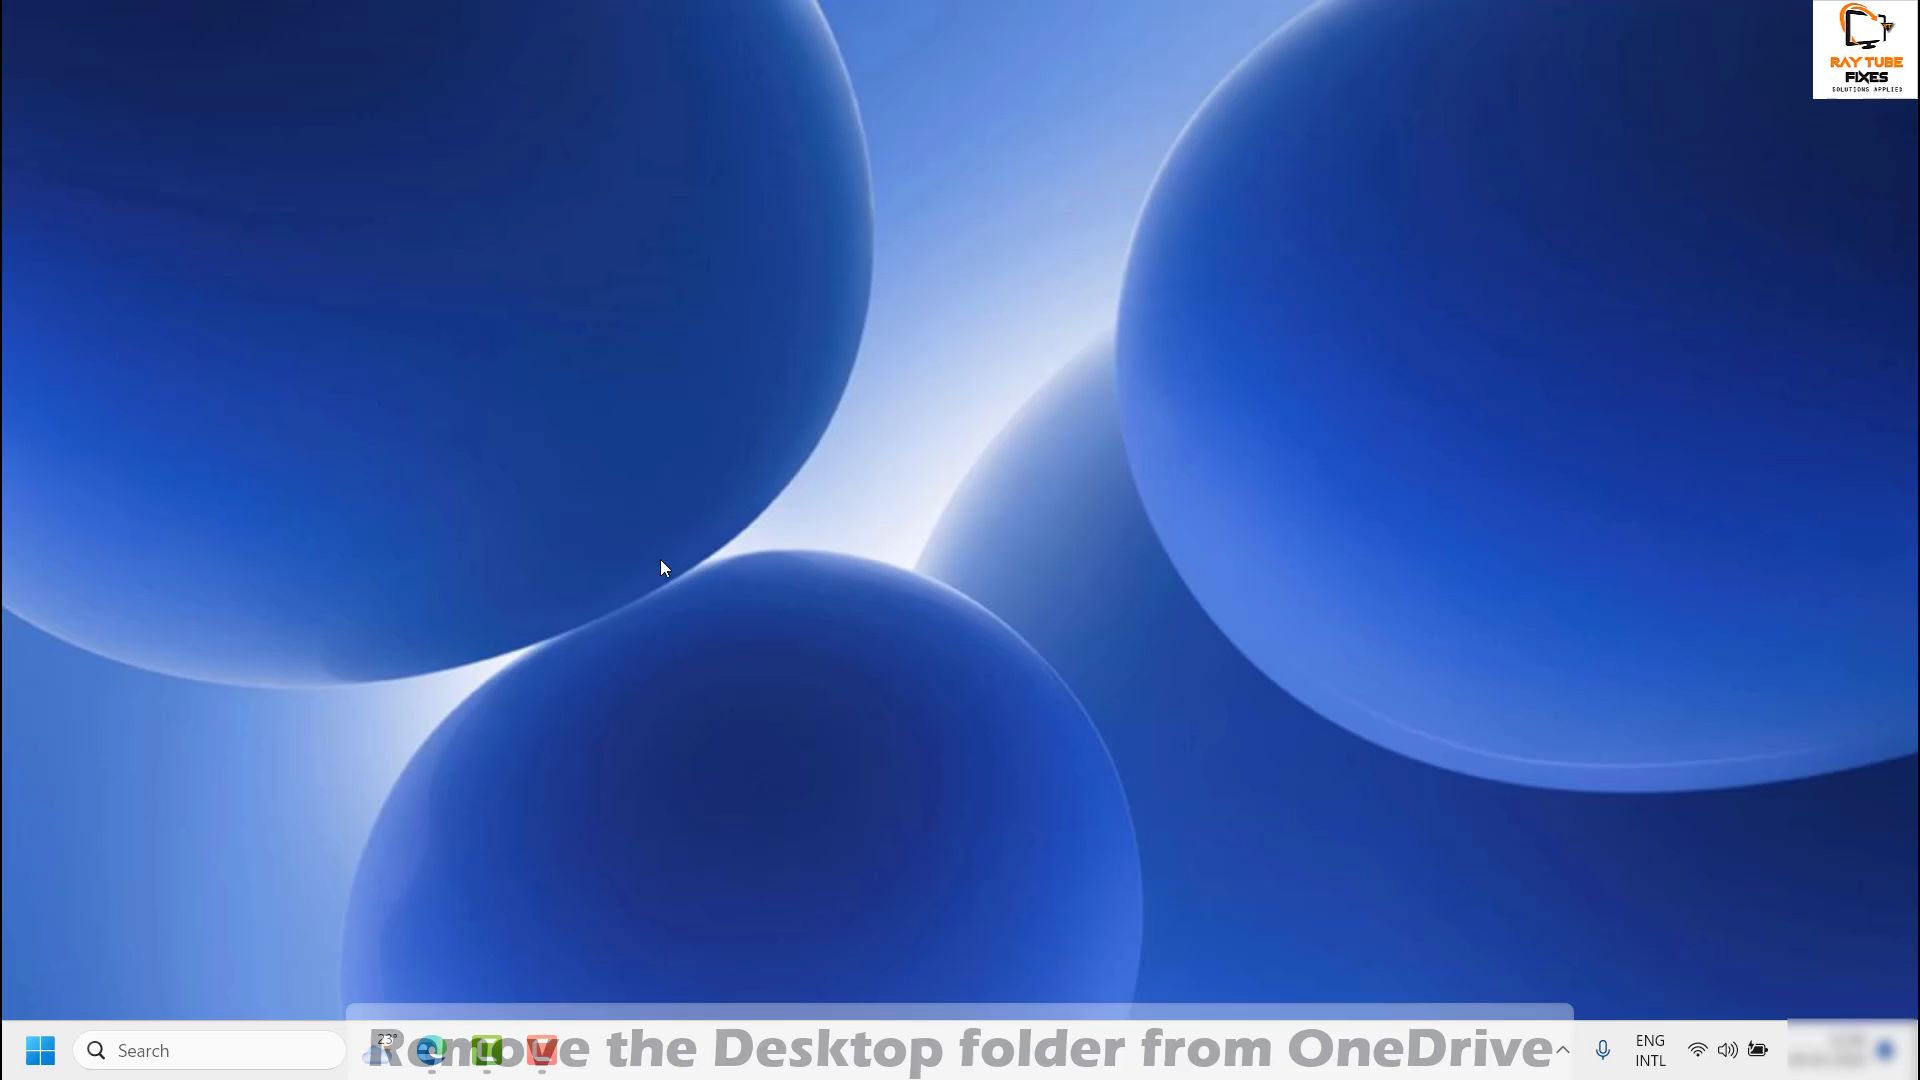 RAY TUBE
FIXES
SOLUTIONS APPLIED
Search
23°
Remove the Desktop folder from OneDrive
ENG
INTL